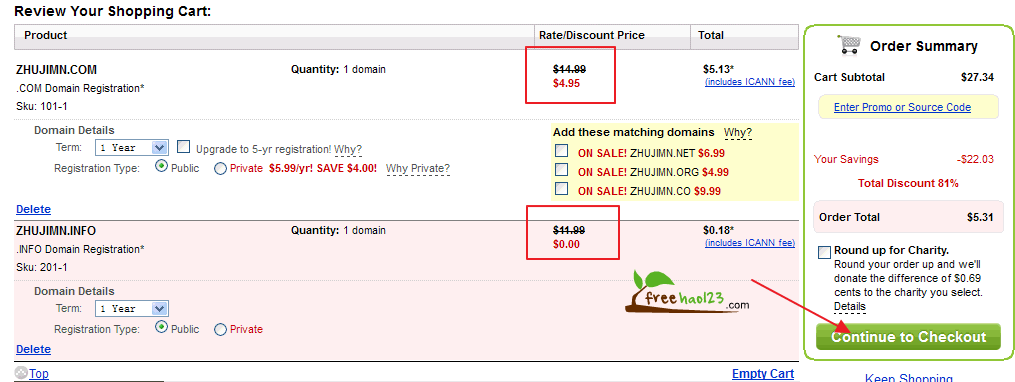 Review Your Shopping Cart:
Product Rate/Discount Price Total
ZHUJIMN.COM Quantity: 1 domain $14.99 $5.13*
.COM Domain Registration* $4.95 (includes ICANN fee)
Sku: 101-1
Domain Details
Term: 1 Year Upgrade to 5-yr registration! Why?
Registration Type: Public Private $5.99/yr! SAVE $4.00! Why Private?
Add these matching domains Why?
ON SALE! ZHUJIMN.NET $6.99
ON SALE! ZHUJIMN.ORG $4.99
ON SALE! ZHUJIMN.CO $9.99
Delete
ZHUJIMN.INFO Quantity: 1 domain $11.99 $0.18*
.INFO Domain Registration* $0.00 (includes ICANN fee)
Sku: 201-1
Domain Details
Term: 1 Year
Registration Type: Public Private
Delete
freehao123.com
Top Empty Cart
Order Summary
Cart Subtotal $27.34
Enter Promo or Source Code
Your Savings -$22.03
Total Discount 81%
Order Total $5.31
Round up for Charity.
Round your order up and we'll
donate the difference of $0.69
cents to the charity you select.
Details
Continue to Checkout
Keep Shopping